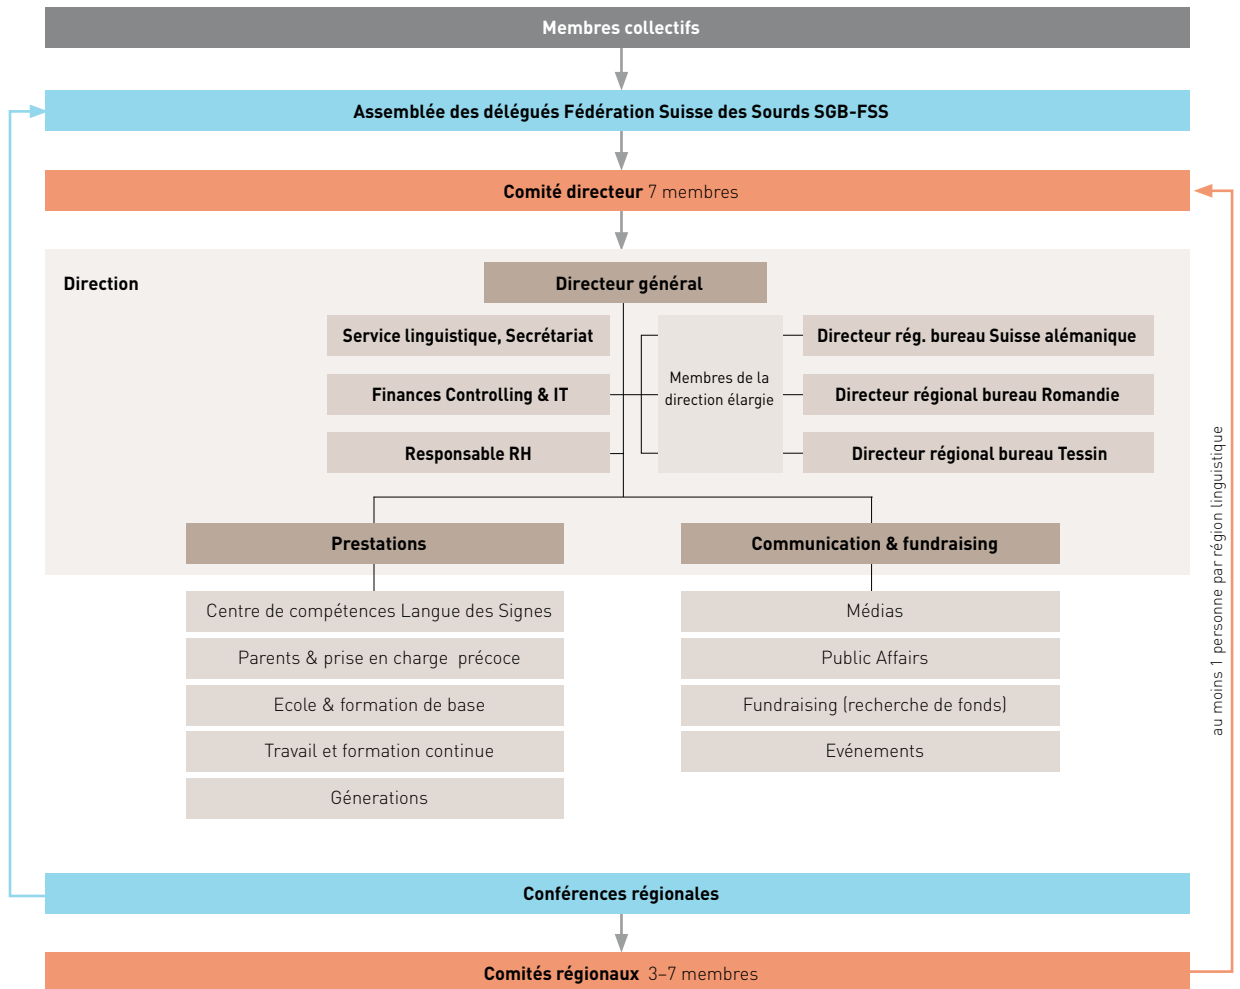 Membres collectifs
Assemblée des délégués Fédération Suisse des Sourds SGB-FSS
Comité directeur 7 membres
Direction
Directeur général
Service linguistique, Secrétariat
Finances Controlling & IT
Responsable RH
Membres de la
direction élargie
Directeur rég. bureau Suisse alémanique
Directeur régional bureau Romandie
Directeur régional bureau Tessin
Prestations
Centre de compétences Langue des Signes
Parents & prise en charge précoce
Ecole & formation de base
Travail et formation continue
Génerations
Communication & fundraising
Médias
Public Affairs
Fundraising (recherche de fonds)
Evénements
au moins 1 personne par région linguistique
Conférences régionales
Comités régionaux 3–7 membres